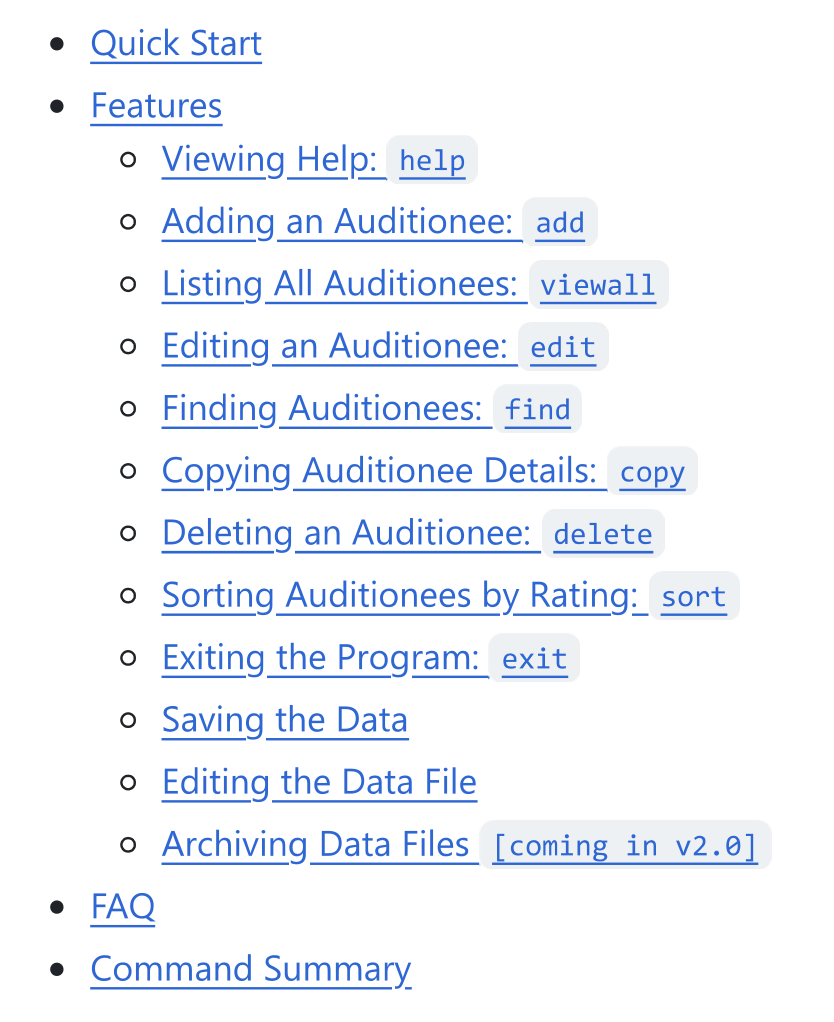 Quick Start
Features
Viewing Help: help
Adding an Auditionee: add
Listing All Auditionees: viewall
Editing an Auditionee: edit
Finding Auditionees: find
Copying Auditionee Details: copy
Deleting an Auditionee: delete
Sorting Auditionees by Rating: sort
Exiting the Program: exit
Saving the Data
Editing the Data File
Archiving Data Files [coming in v2.0]
FAQ
Command Summary